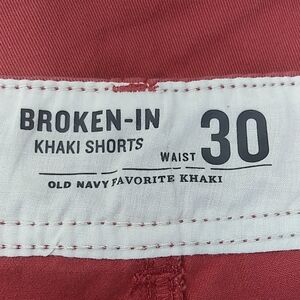 BROKEN-IN
KHAKI SHORTS
WAIST 30
OLD NAVY FAVORITE KHAKI